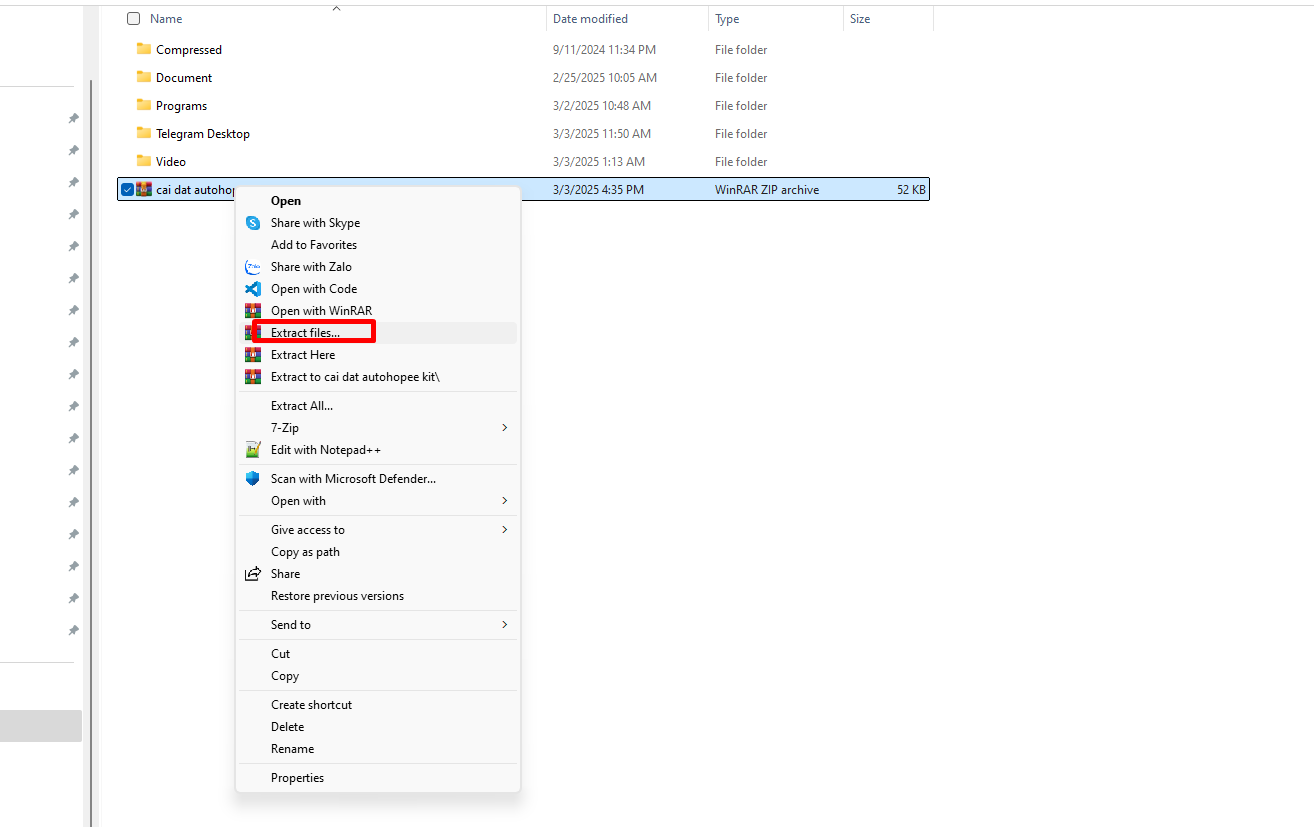 Name Date modified Type Size
Compressed 9/11/2024 11:34 PM File folder
Document 2/25/2025 10:05 AM File folder
Programs 3/2/2025 10:48 AM File folder
Telegram Desktop 3/3/2025 11:50 AM File folder
Video 3/3/2025 1:13 AM File folder
cai dat autohop 3/3/2025 4:35 PM WinRAR ZIP archive 52 KB
Open
Share with Skype
Add to Favorites
Share with Zalo
Open with Code
Open with WinRAR
Extract files...
Extract Here
Extract to cai dat autohopee kit\
Extract All...
7-Zip
Edit with Notepad++
Scan with Microsoft Defender...
Open with
Give access to
Copy as path
Share
Restore previous versions
Send to
Cut
Copy
Create shortcut
Delete
Rename
Properties